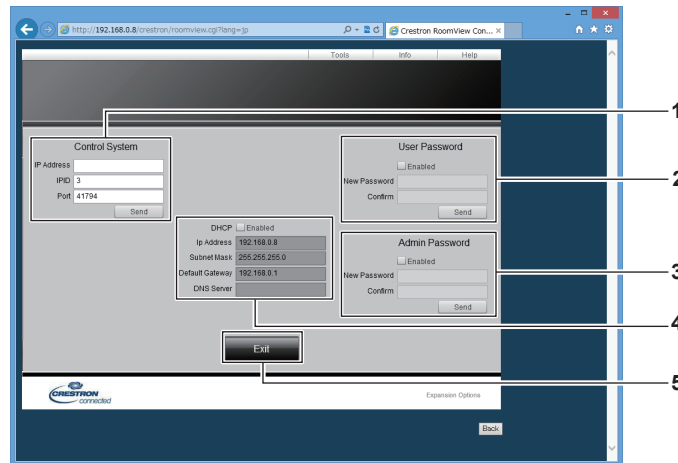 http://192.168.0.8/crestron/roomview.cgi?lang=jp
Crestron RoomView Con... ×
Tools Info Help
1
Control System
IP Address
IPID 3
Port 41794
Send
User Password
Enabled
New Password
Confirm
Send
2
DHCP Enabled
Ip Address 192.168.0.8
Subnet Mask 255.255.255.0
Default Gateway 192.168.0.1
DNS Server
Admin Password
Enabled
New Password
Confirm
Send
3
4
Exit
5
CRESTRON
connected
Expansion Options
Back